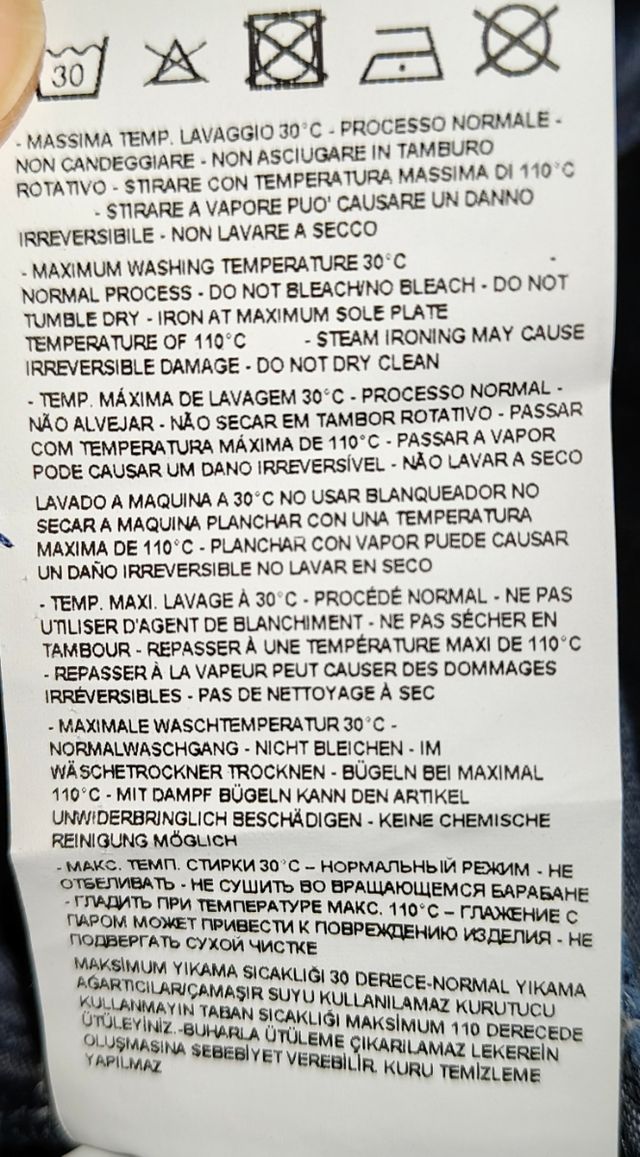 30
- MASSIMA TEMP. LAVAGGIO 30°C - PROCESSO NORMALE -
NON CANDEGGIARE - NON ASCIUGARE IN TAMBURO
ROTATIVO - STIRARE CON TEMPERATURA MASSIMA DI 110°C
- STIRARE A VAPORE PUO' CAUSARE UN DANNO
IRREVERSIBILE - NON LAVARE A SECCO
- MAXIMUM WASHING TEMPERATURE 30°C -
NORMAL PROCESS - DO NOT BLEACH/NO BLEACH - DO NOT
TUMBLE DRY - IRON AT MAXIMUM SOLE PLATE
TEMPERATURE OF 110°C - STEAM IRONING MAY CAUSE
IRREVERSIBLE DAMAGE - DO NOT DRY CLEAN
- TEMP. MÁXIMA DE LAVAGEM 30°C - PROCESSO NORMAL -
NÃO ALVEJAR - NÃO SECAR EM TAMBOR ROTATIVO - PASSAR
COM TEMPERATURA MÁXIMA DE 110°C - PASSAR A VAPOR
PODE CAUSAR UM DANO IRREVERSÍVEL - NÃO LAVAR A SECO
LAVADO A MAQUINA A 30°C NO USAR BLANQUEADOR NO
SECAR A MAQUINA PLANCHAR CON UNA TEMPERATURA
MAXIMA DE 110°C - PLANCHAR CON VAPOR PUEDE CAUSAR
UN DAÑO IRREVERSIBLE NO LAVAR EN SECO
- TEMP. MAXI. LAVAGE À 30°C - PROCÉDÉ NORMAL - NE PAS
UTILISER D'AGENT DE BLANCHIMENT - NE PAS SÉCHER EN
TAMBOUR - REPASSER À UNE TEMPÉRATURE MAXI DE 110°C
- REPASSER À LA VAPEUR PEUT CAUSER DES DOMMAGES
IRRÉVERSIBLES - PAS DE NETTOYAGE À SEC
- MAXIMALE WASCHTEMPERATUR 30°C -
NORMALWASCHGANG - NICHT BLEICHEN - IM
WÄSCHETROCKNER TROCKNEN - BÜGELN BEI MAXIMAL
110°C - MIT DAMPF BÜGELN KANN DEN ARTIKEL
UNWIDERBRINGLICH BESCHÄDIGEN - KEINE CHEMISCHE
REINIGUNG MÖGLICH
- МАКС. ТЕМП. СТИРКИ 30°C – НОРМАЛЬНЫЙ РЕЖИМ - НЕ
ОТБЕЛИВАТЬ - НЕ СУШИТЬ ВО ВРАЩАЮЩЕМСЯ БАРАБАНЕ
- ГЛАДИТЬ ПРИ ТЕМПЕРАТУРЕ МАКС. 110°C – ГЛАЖЕНИЕ С
ПАРОМ МОЖЕТ ПРИВЕСТИ К ПОВРЕЖДЕНИЮ ИЗДЕЛИЯ - НЕ
ПОДВЕРГАТЬ СУХОЙ ЧИСТКЕ
MAKSİMUM YIKAMA SICAKLIĞI 30 DERECE-NORMAL YIKAMA
AĞARTICILAR/ÇAMAŞIR SUYU KULLANILAMAZ KURUTUCU
KULLANMAYIN TABAN SICAKLIĞI MAKSİMUM 110 DERECEDE
ÜTÜLEYİNİZ.-BUHARLA ÜTÜLEME ÇIKARILAMAZ LEKEREİN
OLUŞMASINA SEBEBİYET VEREBİLİR. KURU TEMİZLEME
YAPILMAZ